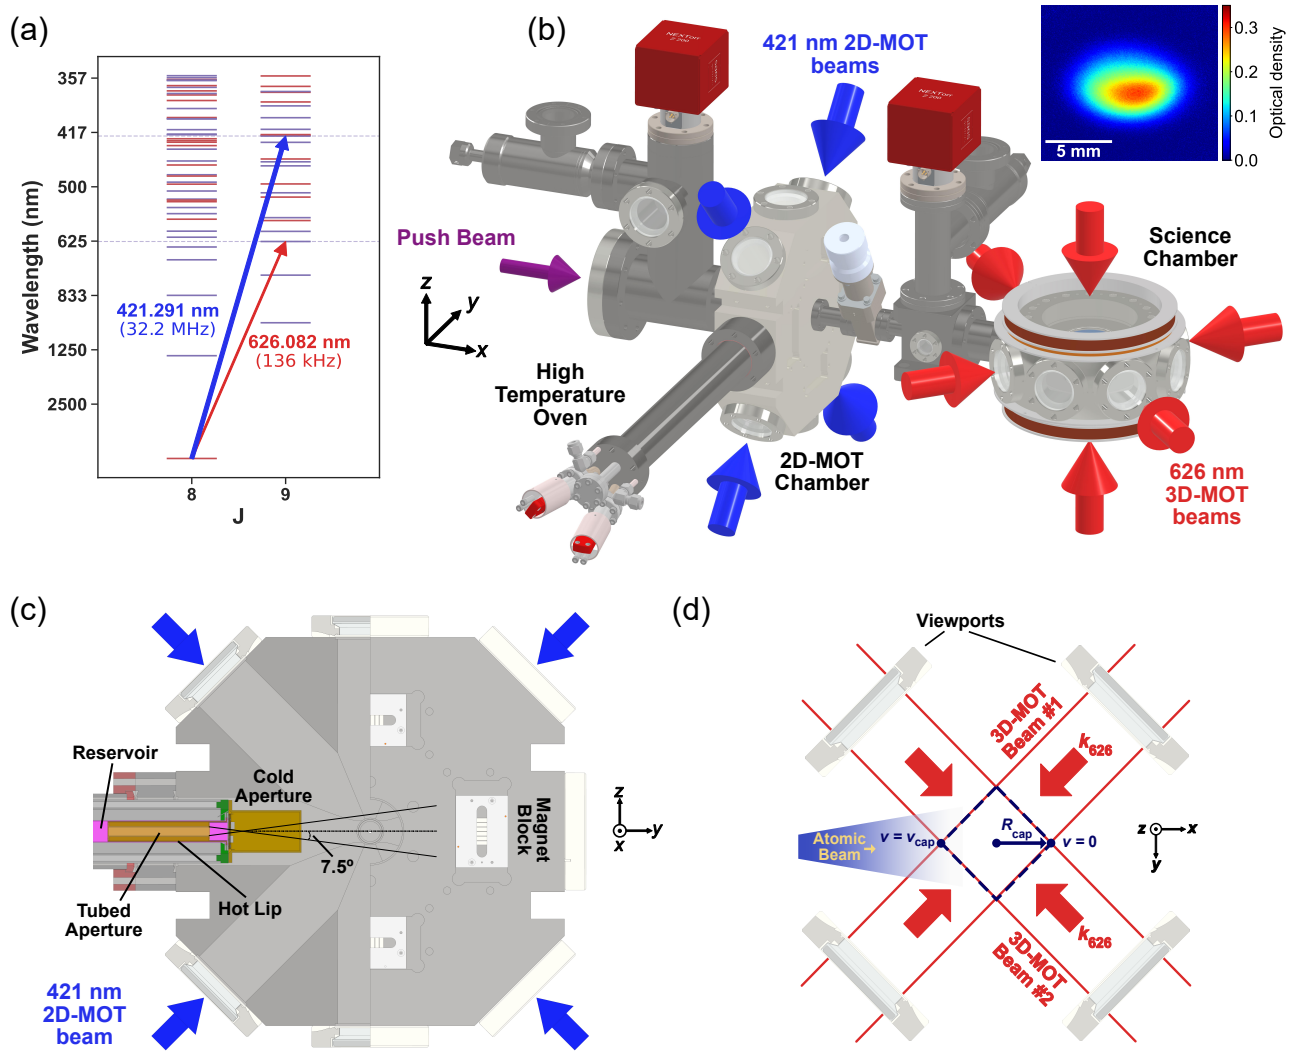 (a)
357
417
500
625
833
1250
2500
Wavelength (nm)
421.291 nm
(32.2 MHz)
626.082 nm
(136 kHz)
8
9
J
(b)
NEXTorr
Z 200
421 nm 2D-MOT
beams
NEXTorr
Z 200
5 mm
0.3
0.2
0.1
0.0
Optical density
Push Beam
z
y
x
Science
Chamber
High
Temperature
Oven
2D-MOT
Chamber
626 nm
3D-MOT
beams
(c)
Reservoir
Cold
Aperture
Magnet
Block
7.5º
Tubed
Aperture
Hot Lip
z
y
x
421 nm
2D-MOT
beam
(d)
Viewports
3D-MOT
Beam #1
k626
Atomic
Beam
v = vcap
Rcap
v = 0
z
x
y
k626
3D-MOT
Beam #2